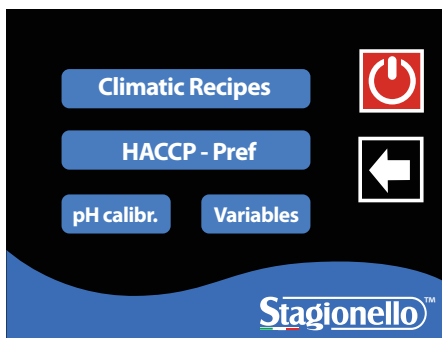 Climatic Recipes
HACCP - Pref
pH calibr. Variables
Stagionello™